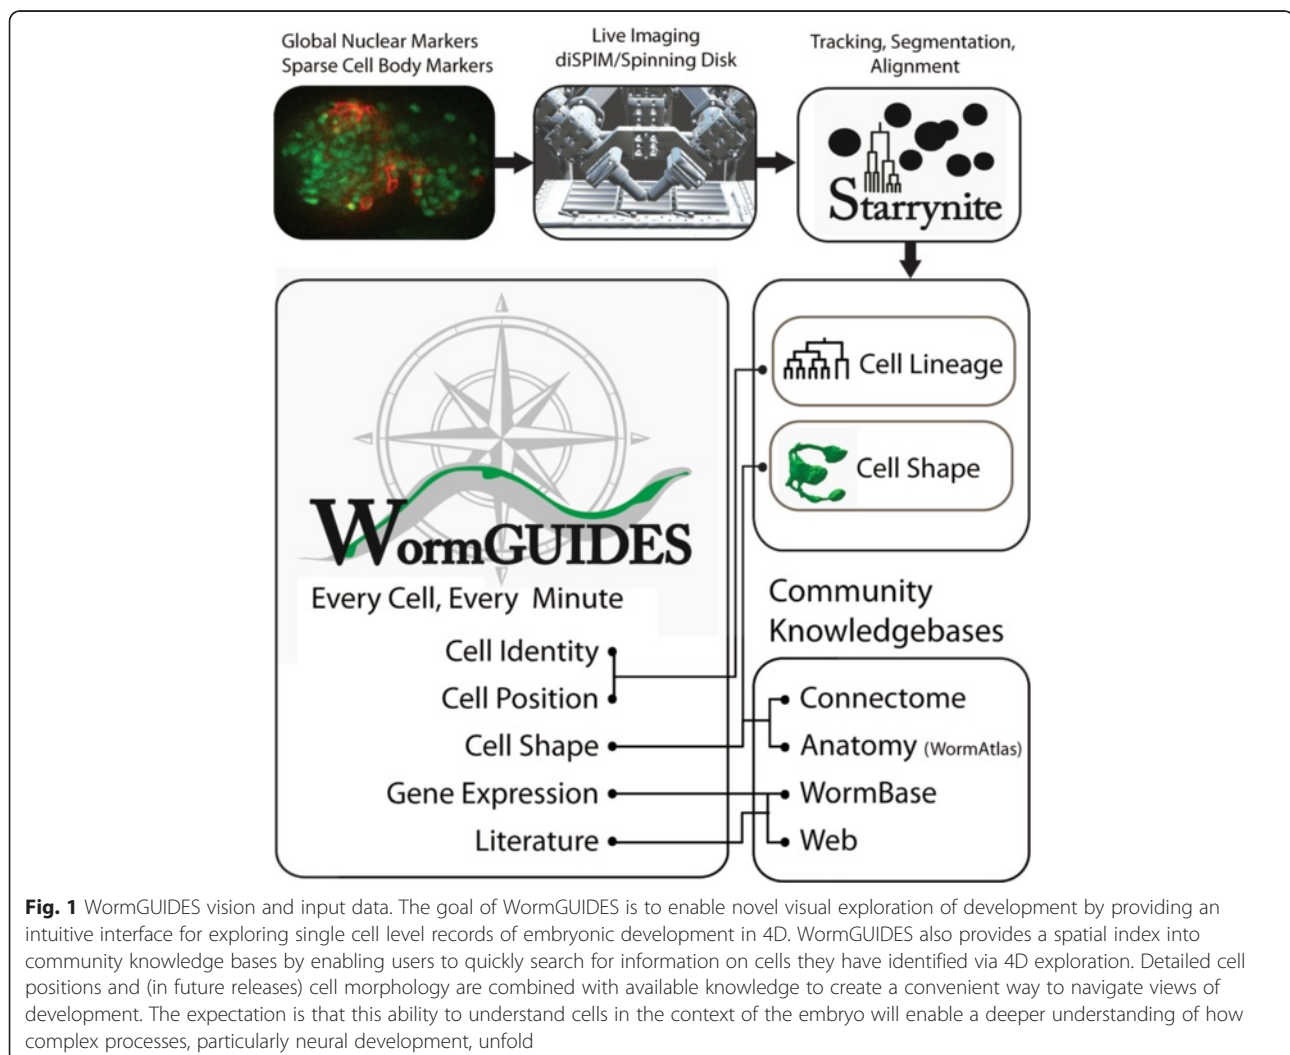 Global Nuclear Markers
Sparse Cell Body Markers
Live Imaging
diSPIM/Spinning Disk
Tracking, Segmentation,
Alignment
Starrynite
Cell Lineage
Cell Shape
WormGUIDES
Every Cell, Every Minute
Cell Identity
Cell Position
Cell Shape
Gene Expression
Literature
Community
Knowledgebases
Connectome
Anatomy (WormAtlas)
WormBase
Web
Fig. 1 WormGUIDES vision and input data. The goal of WormGUIDES is to enable novel visual exploration of development by providing an
intuitive interface for exploring single cell level records of embryonic development in 4D. WormGUIDES also provides a spatial index into
community knowledge bases by enabling users to quickly search for information on cells they have identified via 4D exploration. Detailed cell
positions and (in future releases) cell morphology are combined with available knowledge to create a convenient way to navigate views of
development. The expectation is that this ability to understand cells in the context of the embryo will enable a deeper understanding of how
complex processes, particularly neural development, unfold